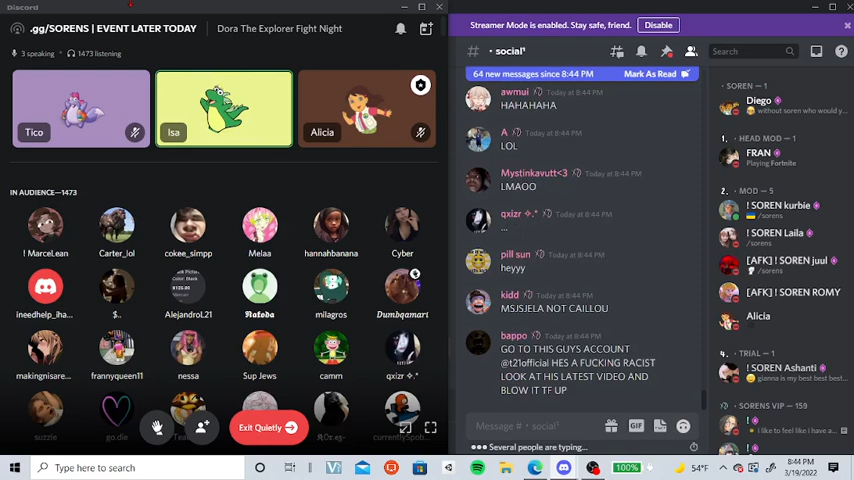 Discord
.gg/SORENS | EVENT LATER TODAY
Dora The Explorer Fight Night
3 speaking
1473 listening
Tico
Isa
Alicia
IN AUDIENCE—1473
! MarceLean
Carter_lol
cokee_simpp
Melaa
hannahbanana
Cyber
ineedhelp_iha...
$..
AlejandroL21
milagros
Dumbqamari
makingnisare...
frannyqueen11
nessa
Sup Jews
camm
qxizr ✧.*
suzzle
go.die
currentlySpob...
Exit Quietly
Streamer Mode is enabled. Stay safe, friend.
Disable
social¹
Search
64 new messages since 8:44 PM
Mark As Read
awmui
Today at 8:44 PM
HAHAHAHA
A
Today at 8:44 PM
LOL
Mystinkavutt<3
Today at 8:44 PM
LMAOO
qxizr ✧.*
Today at 8:44 PM
...
pill sun
Today at 8:44 PM
heyyy
kidd
Today at 8:44 PM
MSJSJELA NOT CAILLOU
bappo
Today at 8:44 PM
GO TO THIS GUYS ACCOUNT
@t21official HES A FUCKING RACIST
LOOK AT HIS LATEST VIDEO AND
BLOW IT TF UP
Message # · social¹
GIF
Several people are typing...
SOREN — 1
Diego
without soren who would y...
1. HEAD MOD — 1
FRAN
Playing Fortnite
2. MOD — 5
! SOREN kurbie
/sorens
! SOREN Laila
[AFK] ! SOREN juul
/sorens
[AFK] ! SOREN ROMY
Alicia
4. TRIAL — 1
! SOREN Ashanti
gianna is my best best best...
SORENS VIP — 159
i like to feel like i have a...
Type here to search
100%
54°F
8:44 PM
3/19/2022